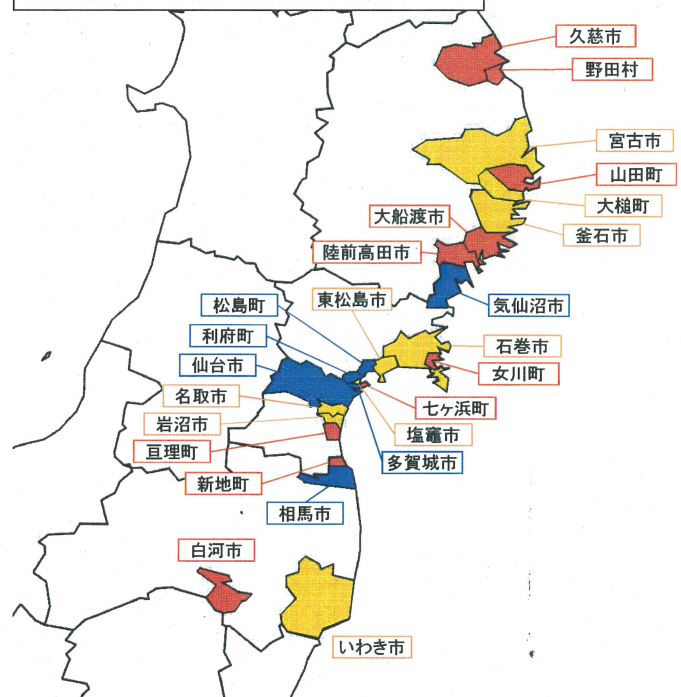 久慈市
野田村
宮古市
山田町
大槌町
釜石市
大船渡市
陸前高田市
気仙沼市
東松島市
松島町
利府町
仙台市
名取市
岩沼市
亘理町
新地町
相馬市
石巻市
女川町
七ヶ浜町
塩竈市
多賀城市
白河市
いわき市